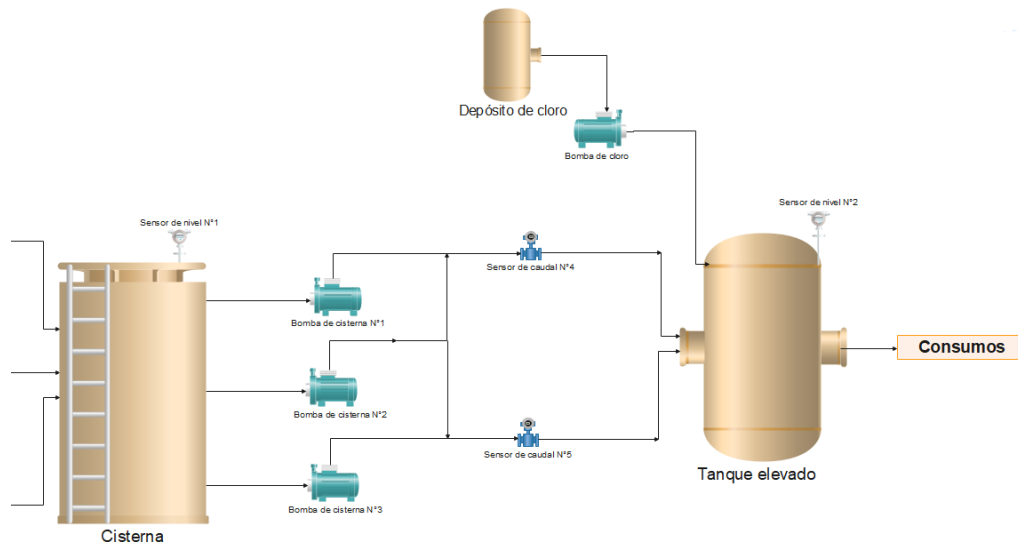 Depósito de cloro
Bomba de cloro
Sensor de nivel N°1
Sensor de nivel N°2
Sensor de caudal N°4
Bomba de cisterna N°1
Consumos
Bomba de cisterna N°2
Sensor de caudal N°5
Tanque elevado
Bomba de cisterna N°3
Cisterna